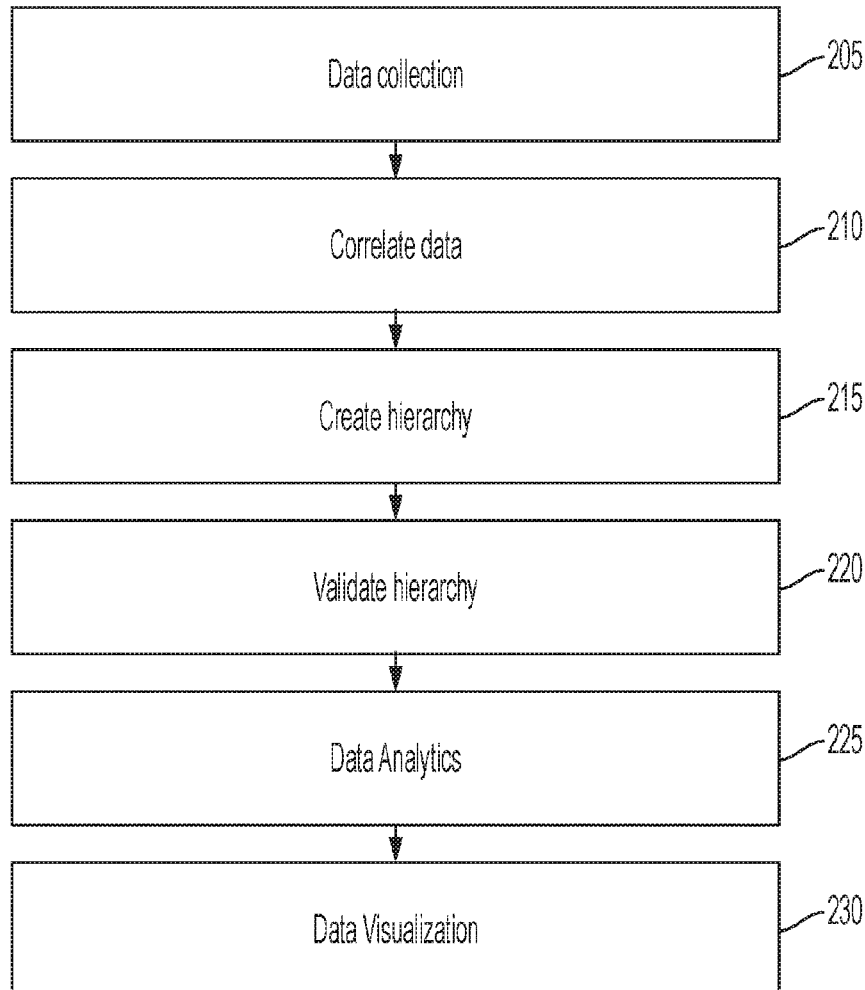 Data collection
205
Correlate data
210
Create hierarchy
215
Validate hierarchy
220
Data Analytics
225
Data Visualization
230